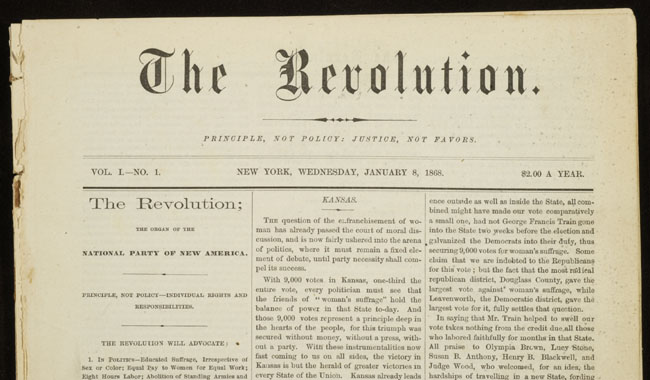 The Revolution.
PRINCIPLE, NOT POLICY: JUSTICE, NOT FAVORS.
VOL. I.—NO. 1.
NEW YORK, WEDNESDAY, JANUARY 8, 1868.
$2.00 A YEAR.
The Revolution;
THE ORGAN OF THE
NATIONAL PARTY OF NEW AMERICA.
PRINCIPLE, NOT POLICY—INDIVIDUAL RIGHTS AND
RESPONSIBILITIES.
THE REVOLUTION WILL ADVOCATE:
1. IN POLITICS—Educated Suffrage, Irrespective of
Sex or Color; Equal Pay to Women for Equal Work;
Eight Hours Labor; Abolition of Standing Armies and
KANSAS.
THE question of the enfranchisement of wo-
man has already passed the court of moral dis-
cussion, and is now fairly ushered into the arena
of politics, where it must remain a fixed ele-
ment of debate, until party necessity shall com-
pel its success.
With 9,000 votes in Kansas, one-third the
entire vote, every politician must see that
the friends of "woman's suffrage" hold the
balance of power in that State to-day. And
those 9,000 votes represent a principle deep in
the hearts of the people, for this triumph was
secured without money, without a press, with-
out a party. With these instrumentalities now
fast coming to us on all sides, the victory in
Kansas is but the herald of greater victories in
every State of the Union. Kansas already leads
ence outside as well as inside the State, all com-
bined might have made our vote comparatively
a small one, had not George Francis Train gone
into the State two weeks before the election and
galvanized the Democrats into their duty, thus
securing 9,000 votes for woman's suffrage. Some
claim that we are indebted to the Republicans
for this vote; but the fact that the most radical
republican district, Douglas County, gave the
largest vote against woman's suffrage, while
Leavenworth, the Democratic district, gave the
largest vote for it, fully settles that question.
In saying that Mr. Train helped to swell our
vote takes nothing from the credit due all those
who labored faithfully for months in that State.
All praise to Olympia Brown, Lucy Stone,
Susan B. Anthony, Henry B. Blackwell, and
Judge Wood, who welcomed, for an idea, the
hardships of travelling in a new State, fording